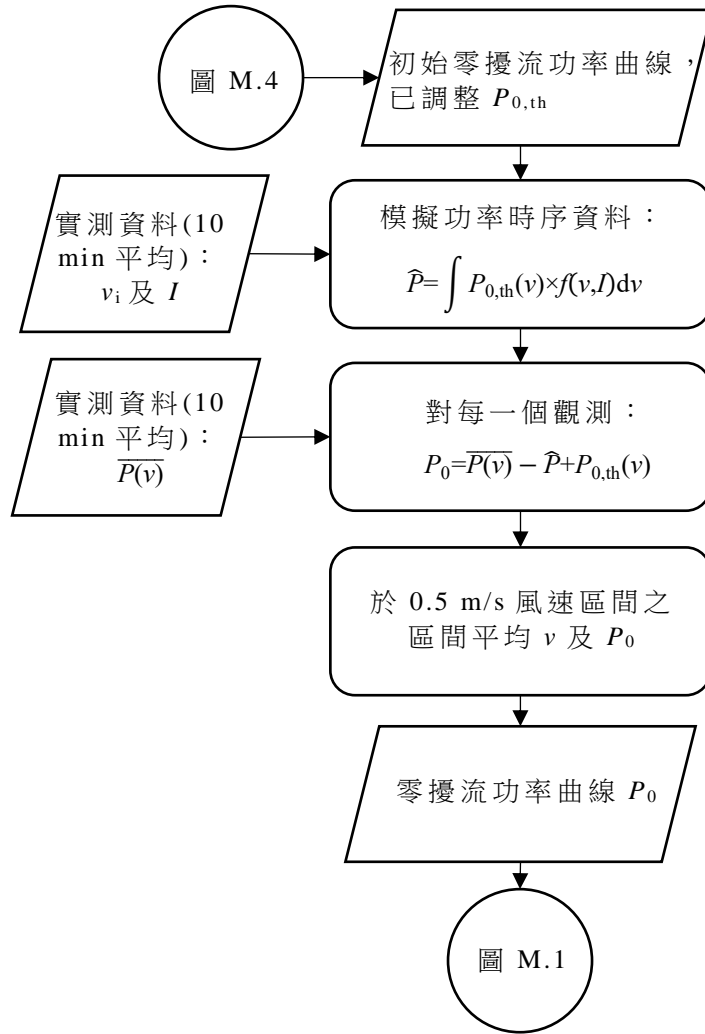 圖 M.4
初始零擾流功率曲線，
已調整 P₀,th
實測資料(10
min 平均)：
vᵢ 及 I
模擬功率時序資料：
P̂=∫ P₀,th(v)×f(v,I)dv
實測資料(10
min 平均)：
P̅(̅v̅)̅
對每一個觀測：
P₀=P̅(̅v̅)̅ − P̂+P₀,th(v)
於 0.5 m/s 風速區間之
區間平均 v 及 P₀
零擾流功率曲線 P₀
圖 M.1